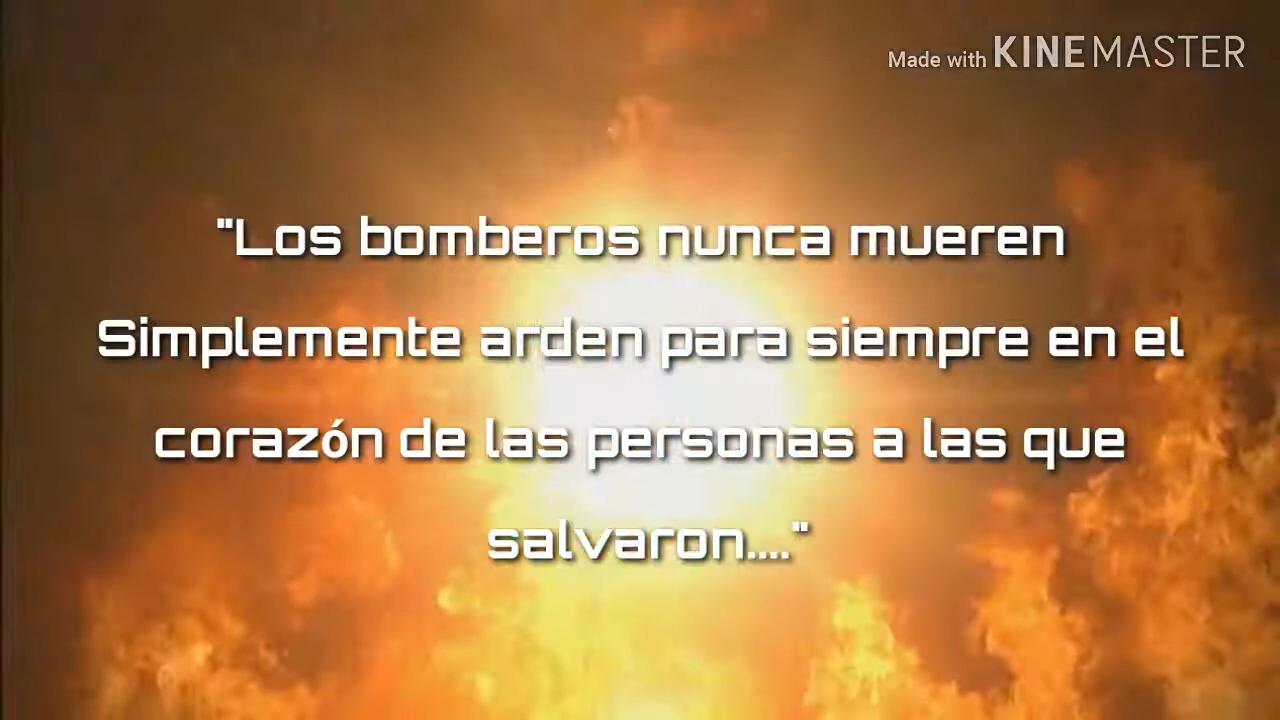 Made with KINEMASTER
"Los bomberos nunca mueren
Simplemente arden para siempre en el
corazón de las personas a las que
salvaron...."